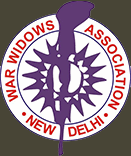 WAR WIDOWS ASSOCIATION
• NEW DELHI •